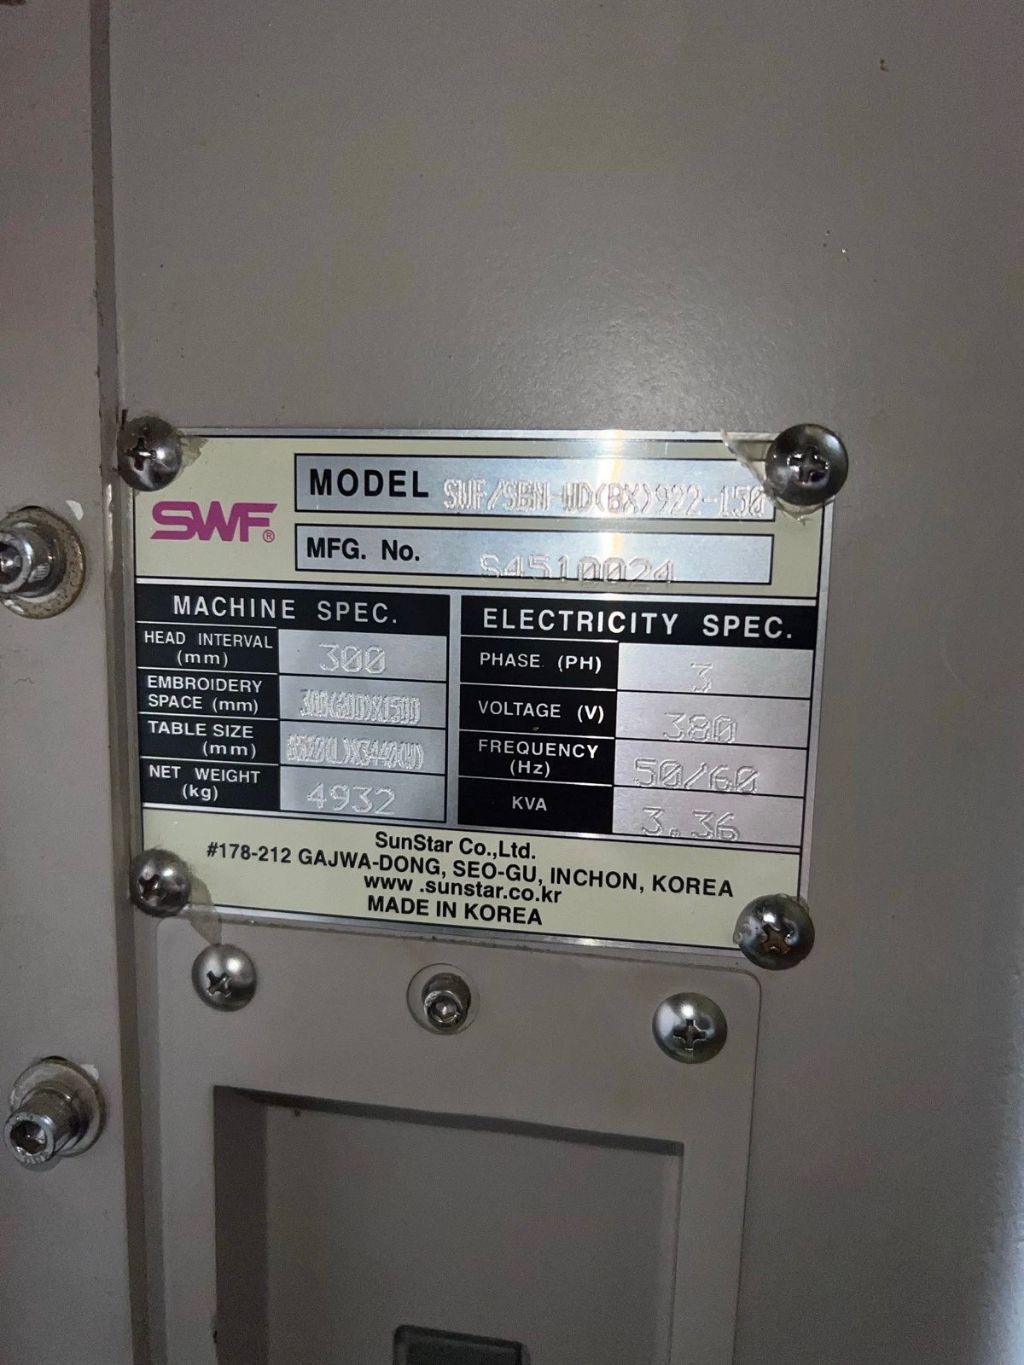 SWF®
MODEL SWF/SBN-UD(BX)922-150
MFG. No. S4510024
MACHINE SPEC.
HEAD INTERVAL (mm) 300
EMBROIDERY SPACE (mm)
TABLE SIZE (mm)
NET WEIGHT (kg) 4932
ELECTRICITY SPEC.
PHASE (PH) 3
VOLTAGE (V) 380
FREQUENCY (Hz) 50/60
KVA 3.36
SunStar Co.,Ltd.
#178-212 GAJWA-DONG, SEO-GU, INCHON, KOREA
www .sunstar.co.kr
MADE IN KOREA